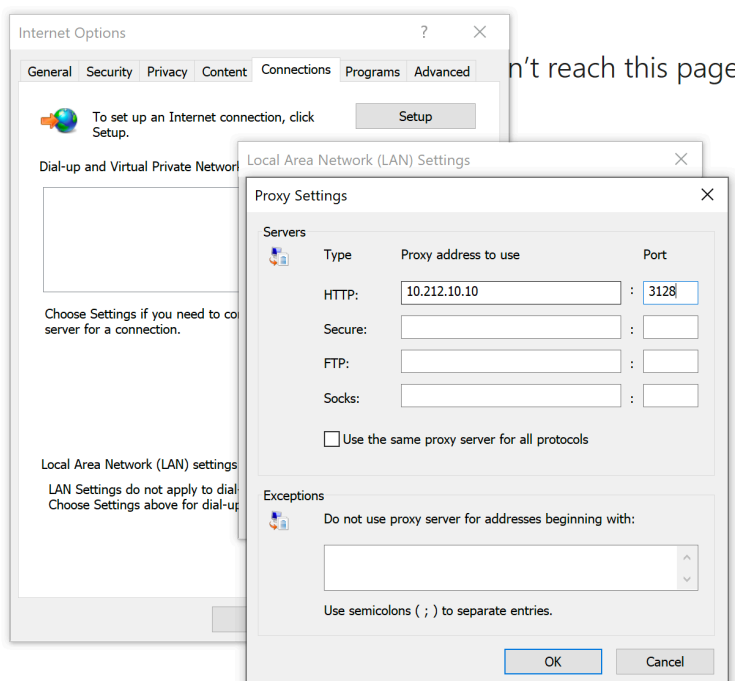 Internet Options
?
n't reach this page
General Security Privacy Content Connections Programs Advanced
To set up an Internet connection, click
Setup.
Setup
Dial-up and Virtual Private Networ
Choose Settings if you need to co
server for a connection.
Local Area Network (LAN) settings
LAN Settings do not apply to dial-
Choose Settings above for dial-up
Local Area Network (LAN) Settings
Proxy Settings
Servers
Type Proxy address to use Port
HTTP: 10.212.10.10 : 3128
Secure: :
FTP: :
Socks: :
Use the same proxy server for all protocols
Exceptions
Do not use proxy server for addresses beginning with:
Use semicolons ( ; ) to separate entries.
OK Cancel